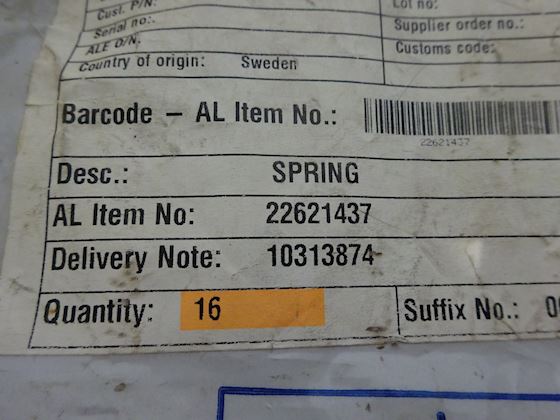 Cust. P/N:
Lot no:
Serial no:.
Supplier order no.:
ALE O/N.
Customs code:
Country of origin: Sweden
Barcode – AL Item No.:
22621437
Desc.: SPRING
AL Item No: 22621437
Delivery Note: 10313874
Quantity: 16
Suffix No.: